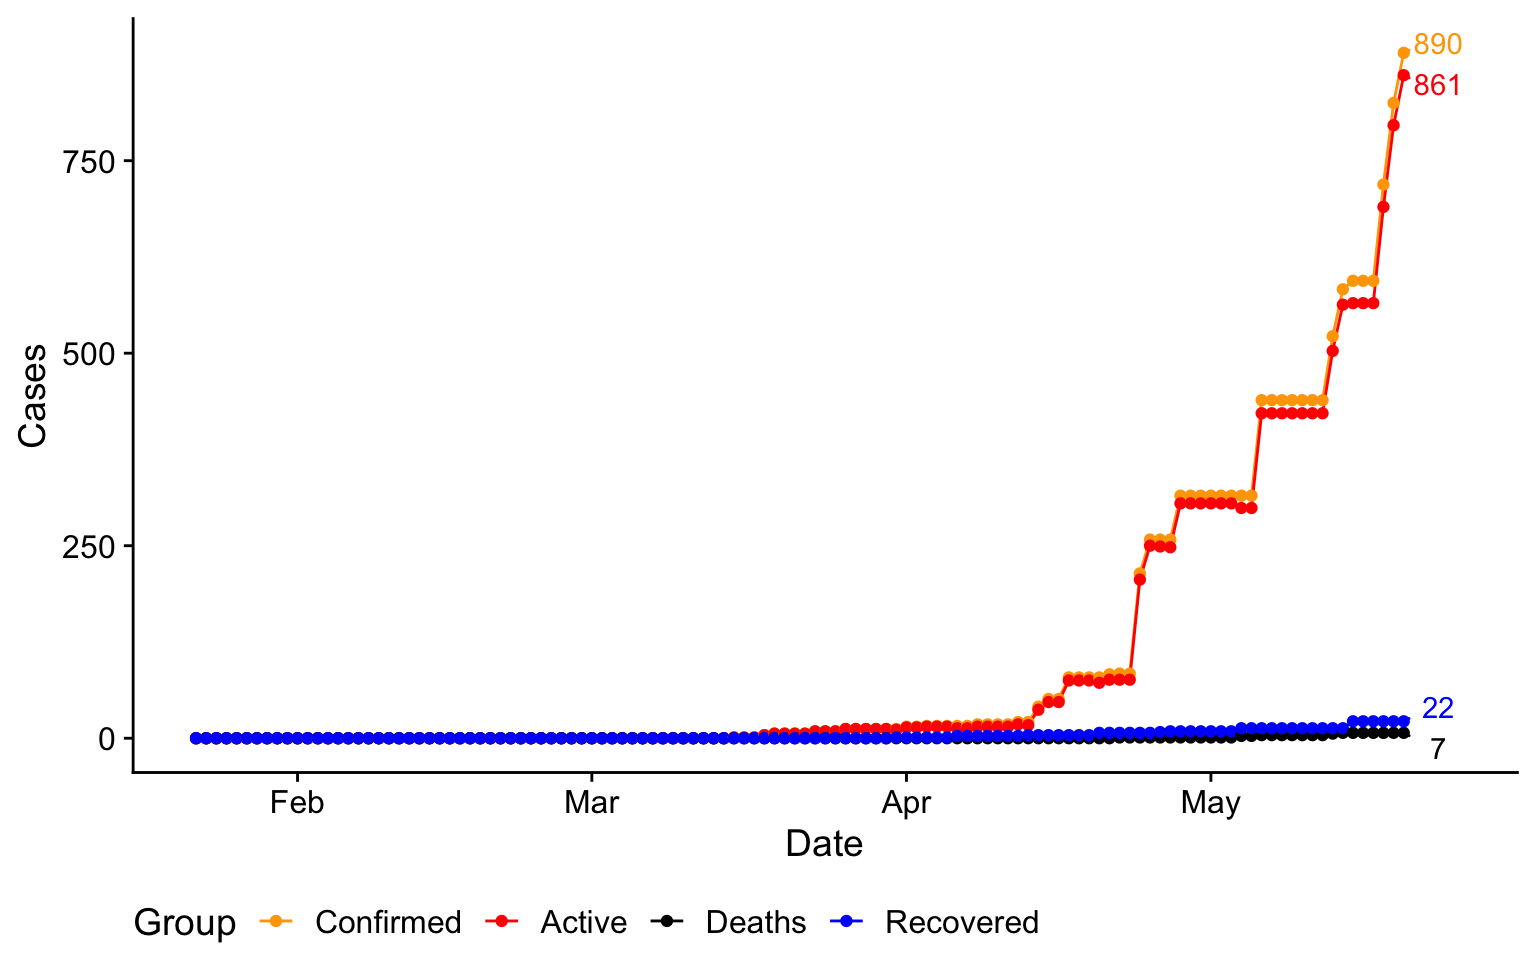 890
861
750
500
250
0
22
7
Cases
Feb Mar Apr May
Date
Group Confirmed Active Deaths Recovered